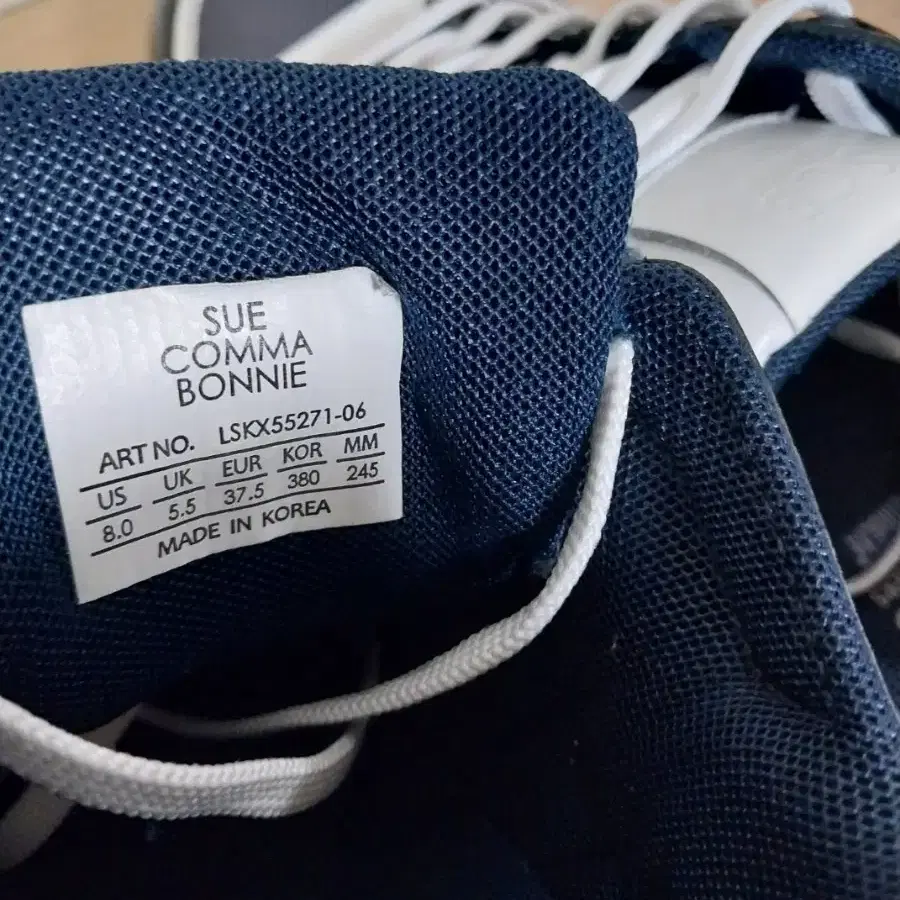 SUE
COMMA
BONNIE
ART NO. LSKX55271-06
US UK EUR KOR MM
8.0 5.5 37.5 380 245
MADE IN KOREA